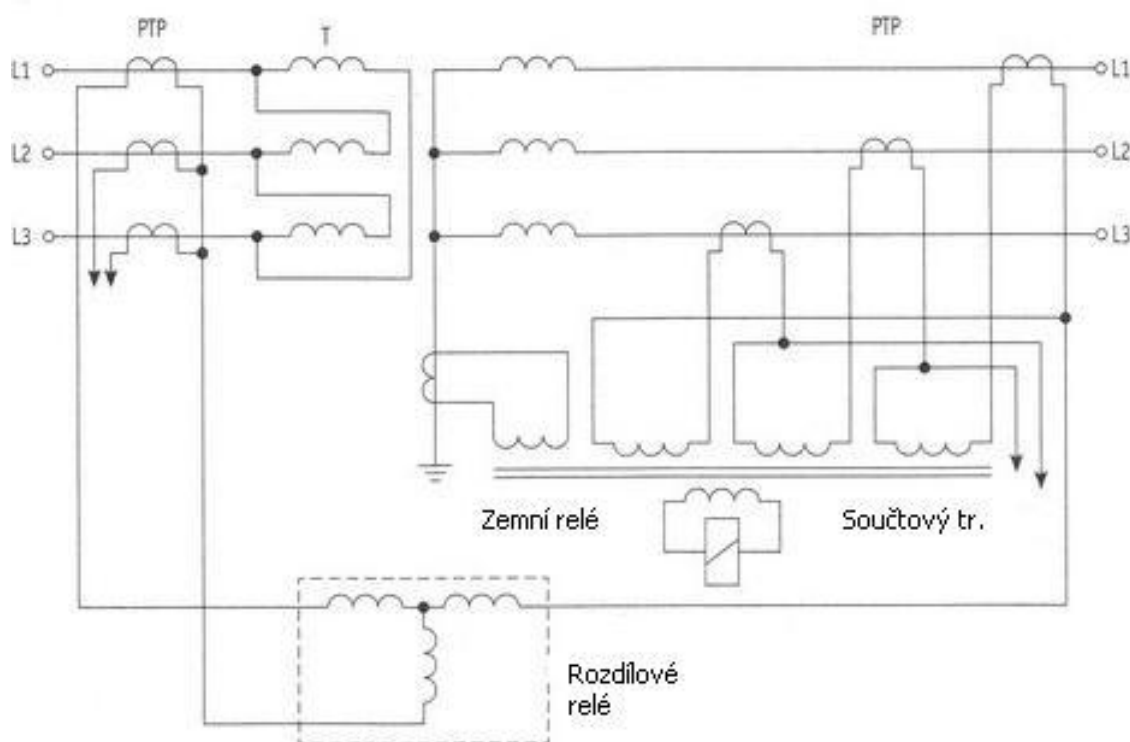 PTP
T
PTP
L1
L1
L2
L2
L3
L3
Zemní relé
Součtový tr.
Rozdílové
relé